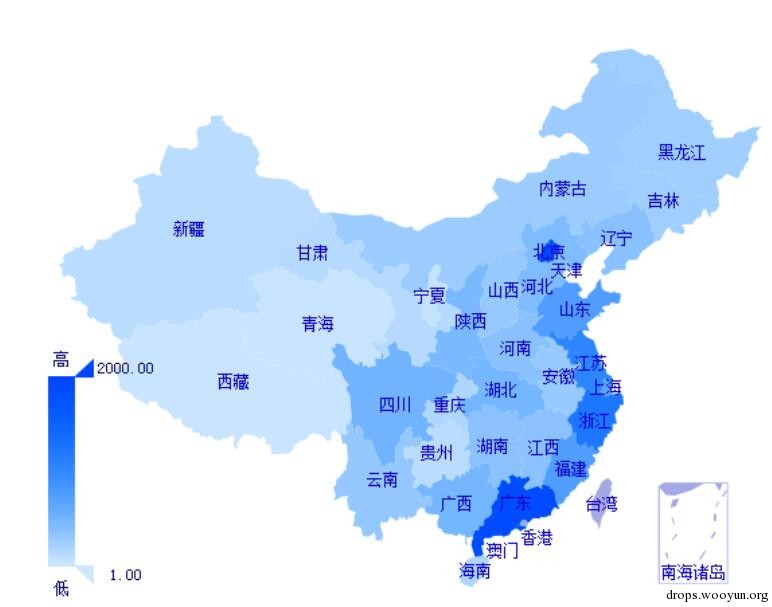 黑龙江
内蒙古
吉林
新疆
辽宁
北京
甘肃
天津
河北
山西
宁夏
山东
陕西
青海
河南
高
江苏
2000.00
安徽
西藏
上海
湖北
四川
重庆
浙江
湖南
江西
贵州
福建
云南
广西
广东
台湾
香港
澳门
海南
南海诸岛
1.00
低
drops.wooyun.org